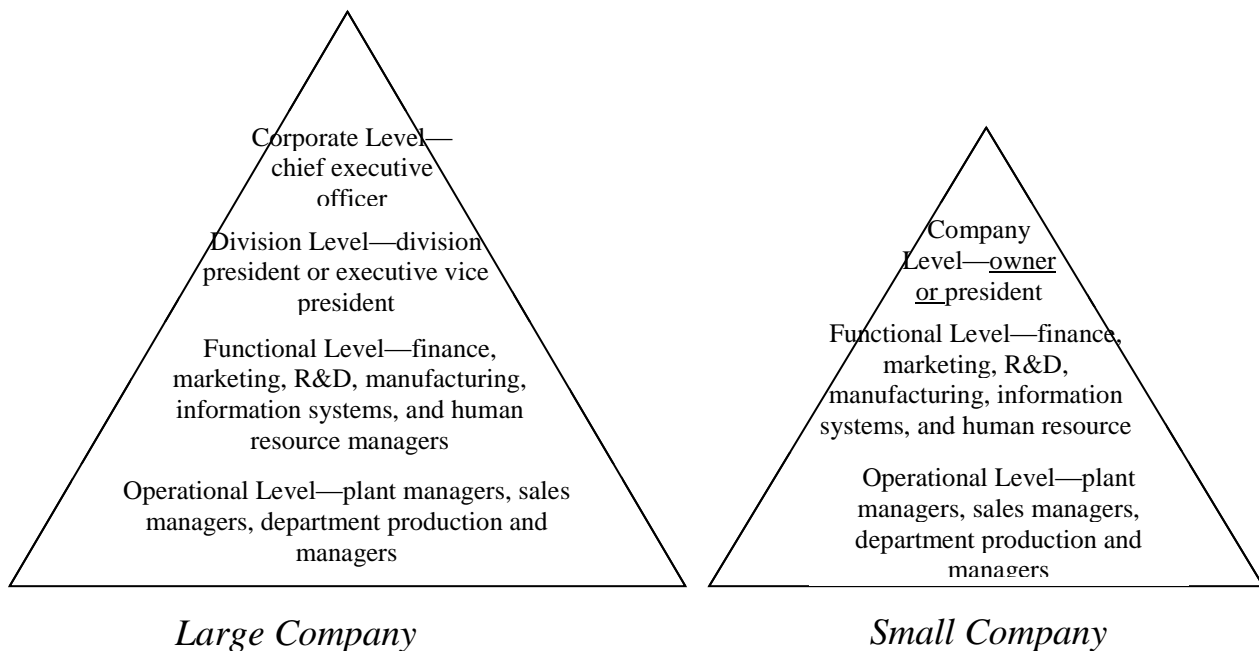 Corporate Level—
chief executive
officer
Division Level—division
president or executive vice
president
Functional Level—finance,
marketing, R&D, manufacturing,
information systems, and human
resource managers
Operational Level—plant managers, sales
managers, department production and
managers
Large Company
Company
Level—owner
or president
Functional Level—finance,
marketing, R&D,
manufacturing, information
systems, and human resource
Operational Level—plant
managers, sales managers,
department production and
managers
Small Company